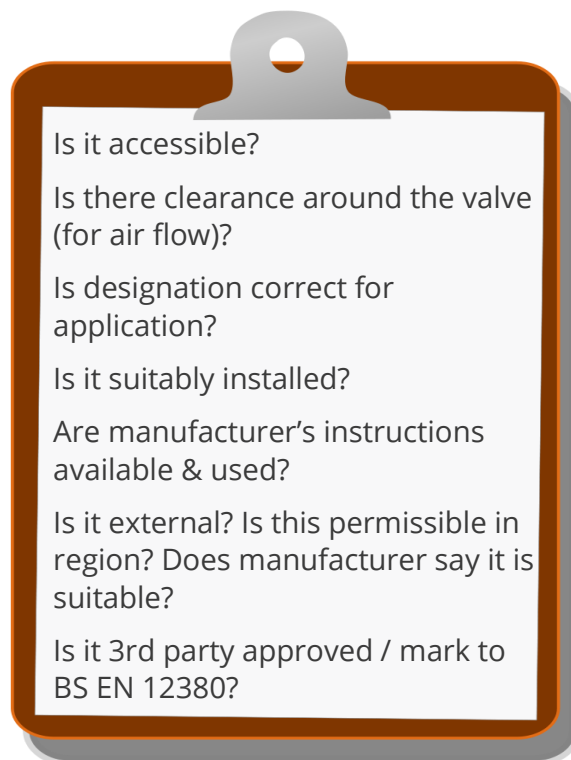 Is it accessible?
Is there clearance around the valve
(for air flow)?
Is designation correct for
application?
Is it suitably installed?
Are manufacturer’s instructions
available & used?
Is it external? Is this permissible in
region? Does manufacturer say it is
suitable?
Is it 3rd party approved / mark to
BS EN 12380?